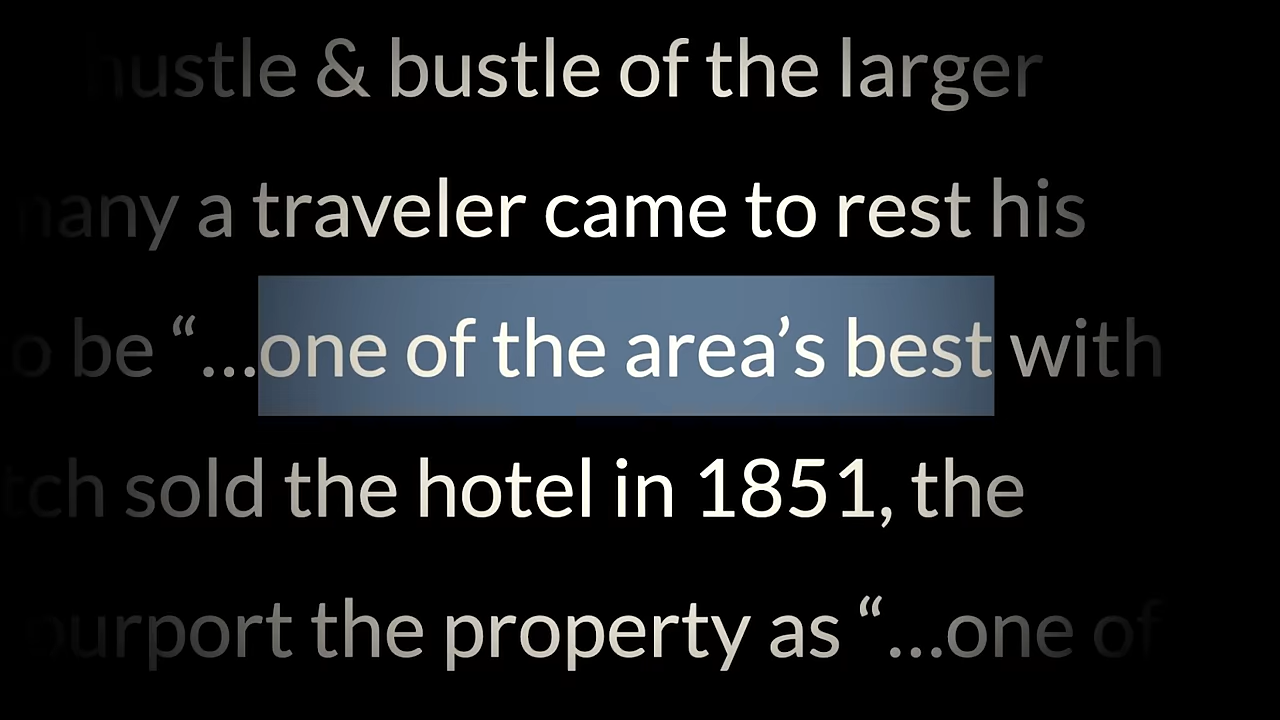 hustle & bustle of the larger
many a traveler came to rest his
to be “…one of the area’s best with
sold the hotel in 1851, the
purport the property as “…one of